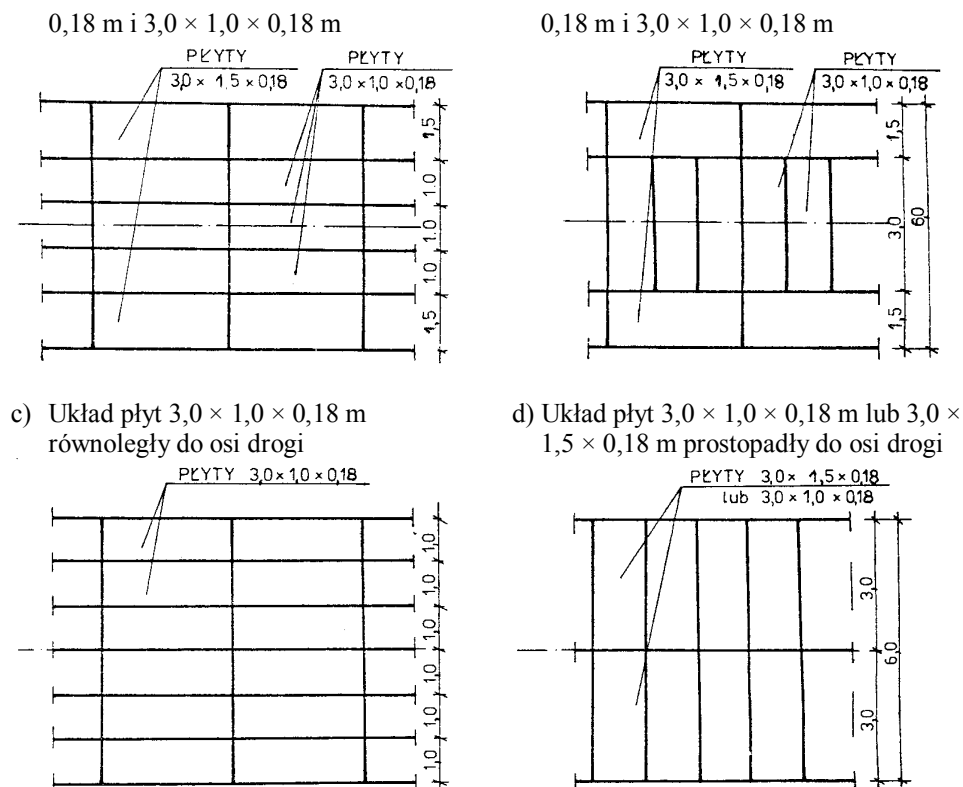 0,18 m i 3,0 × 1,0 × 0,18 m
PŁYTY
3,0 × 1,5 × 0,18
PŁYTY
3,0 × 1,0 × 0,18
1,5
1.0
1.0
1.0
1,5
0,18 m i 3,0 × 1,0 × 0,18 m
PŁYTY
3,0 × 1,5 × 0,18
PŁYTY
3,0 × 1,0 × 0,18
1,5
3,0
1,5
60
c) Układ płyt 3,0 × 1,0 × 0,18 m
równoległy do osi drogi
PŁYTY 3,0 × 1,0 × 0,18
1,0
1,0
1,0
1,0
1,0
1,0
d) Układ płyt 3,0 × 1,0 × 0,18 m lub 3,0 ×
1,5 × 0,18 m prostopadły do osi drogi
PŁYTY 3,0 × 1,5 × 0,18
lub 3,0 × 1,0 × 0,18
3,0
3,0
6,0